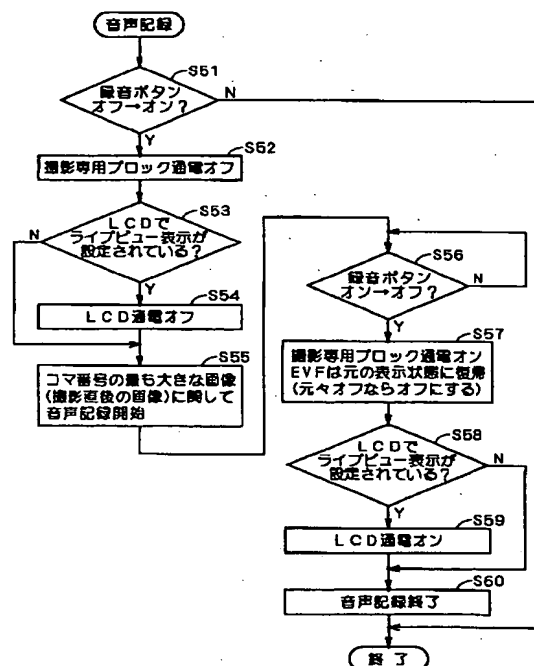 音声記録
S51
録音ボタン
オフ→オン?
N
Y
S52
撮影専用ブロック通電オフ
S53
LCDで
ライブビュー表示が
設定されている?
N
Y
S54
LCD通電オフ
S55
コマ番号の最も大きな画像
(撮影直後の画像)に関して
音声記録開始
S56
録音ボタン
オン→オフ?
N
Y
S57
撮影専用ブロック通電オン
EVFは元の表示状態に復帰
(元々オフならオフにする)
S58
LCDで
ライブビュー表示が
設定されている?
N
Y
S59
LCD通電オン
S60
音声記録終了
終了